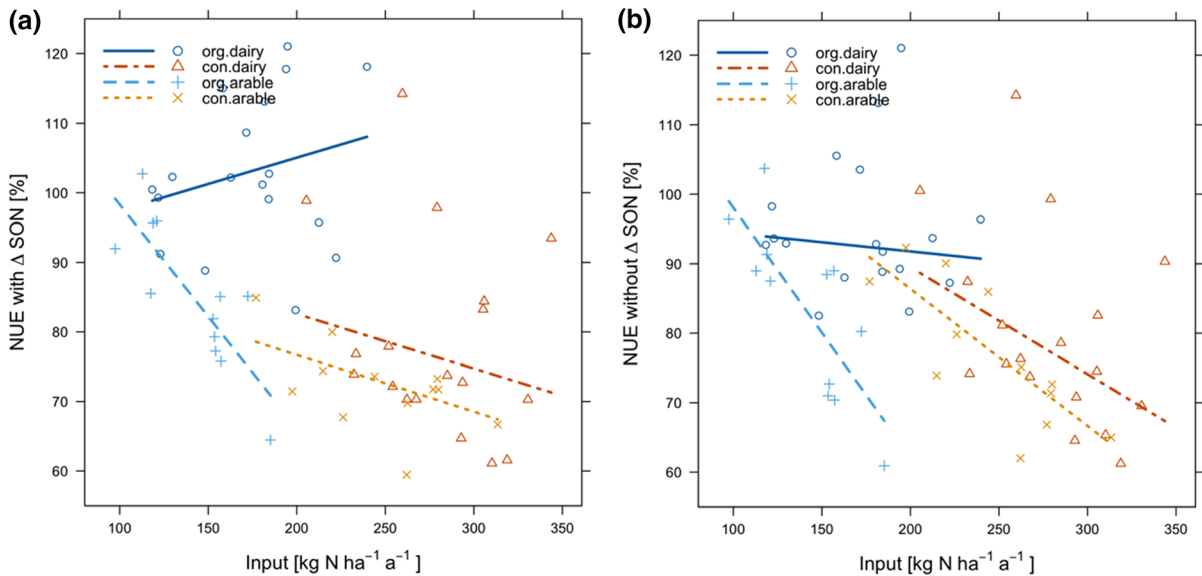 (a)
org.dairy
con.dairy
org.arable
con.arable
NUE with Δ SON [%]
120
110
100
90
80
70
60
100 150 200 250 300 350
Input [kg N ha⁻¹ a⁻¹ ]
(b)
org.dairy
con.dairy
org.arable
con.arable
NUE without Δ SON [%]
120
110
100
90
80
70
60
100 150 200 250 300 350
Input [kg N ha⁻¹ a⁻¹ ]